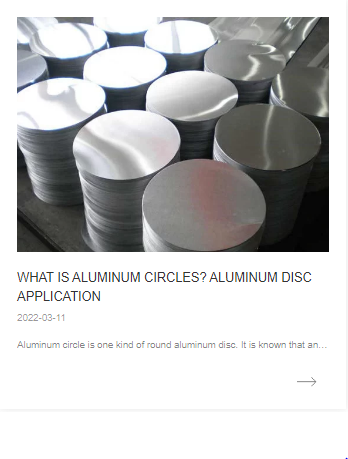 WHAT IS ALUMINUM CIRCLES? ALUMINUM DISC
APPLICATION
2022-03-11
Aluminum circle is one kind of round aluminum disc. It is known that an...